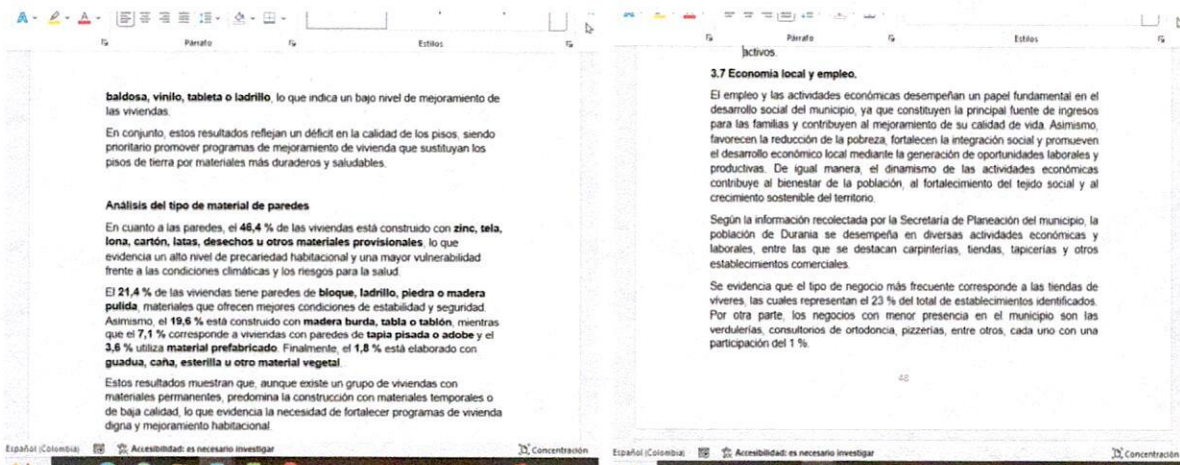 Párrafo
Estilos
baldosa, vinilo, tableta o ladrillo, lo que indica un bajo nivel de mejoramiento de
las viviendas.
En conjunto, estos resultados reflejan un déficit en la calidad de los pisos, siendo
prioritario promover programas de mejoramiento de vivienda que sustituyan los
pisos de tierra por materiales más duraderos y saludables.
Análisis del tipo de material de paredes
En cuanto a las paredes, el 46,4 % de las viviendas está construido con zinc, tela,
lona, cartón, latas, desechos u otros materiales provisionales, lo que
evidencia un alto nivel de precariedad habitacional y una mayor vulnerabilidad
frente a las condiciones climáticas y los riesgos para la salud.
El 21,4 % de las viviendas tiene paredes de bloque, ladrillo, piedra o madera
pulida, materiales que ofrecen mejores condiciones de estabilidad y seguridad.
Asimismo, el 19,6 % está construido con madera burda, tabla o tablón, mientras
que el 7,1 % corresponde a viviendas con paredes de tapia pisada o adobe y el
3,6 % utiliza material prefabricado. Finalmente, el 1,8 % está elaborado con
guadua, caña, esterilla u otro material vegetal.
Estos resultados muestran que, aunque existe un grupo de viviendas con
materiales permanentes, predomina la construcción con materiales temporales o
de baja calidad, lo que evidencia la necesidad de fortalecer programas de vivienda
digna y mejoramiento habitacional.
Español (Colombia)
Accesibilidad: es necesario investigar
Concentración
Párrafo
Estilos
activos.
3.7 Economía local y empleo.
El empleo y las actividades económicas desempeñan un papel fundamental en el
desarrollo social del municipio, ya que constituyen la principal fuente de ingresos
para las familias y contribuyen al mejoramiento de su calidad de vida. Asimismo,
favorecen la reducción de la pobreza, fortalecen la integración social y promueven
el desarrollo económico local mediante la generación de oportunidades laborales y
productivas. De igual manera, el dinamismo de las actividades económicas
contribuye al bienestar de la población, al fortalecimiento del tejido social y al
crecimiento sostenible del territorio.
Según la información recolectada por la Secretaría de Planeación del municipio, la
población de Durania se desempeña en diversas actividades económicas y
laborales, entre las que se destacan carpinterías, tiendas, tapicerías y otros
establecimientos comerciales.
Se evidencia que el tipo de negocio más frecuente corresponde a las tiendas de
víveres, las cuales representan el 23 % del total de establecimientos identificados.
Por otra parte, los negocios con menor presencia en el municipio son las
verdulerías, consultorios de ortodoncia, pizzerías, entre otros, cada uno con una
participación del 1 %.
48
Español (Colombia)
Accesibilidad: es necesario investigar
Concentración